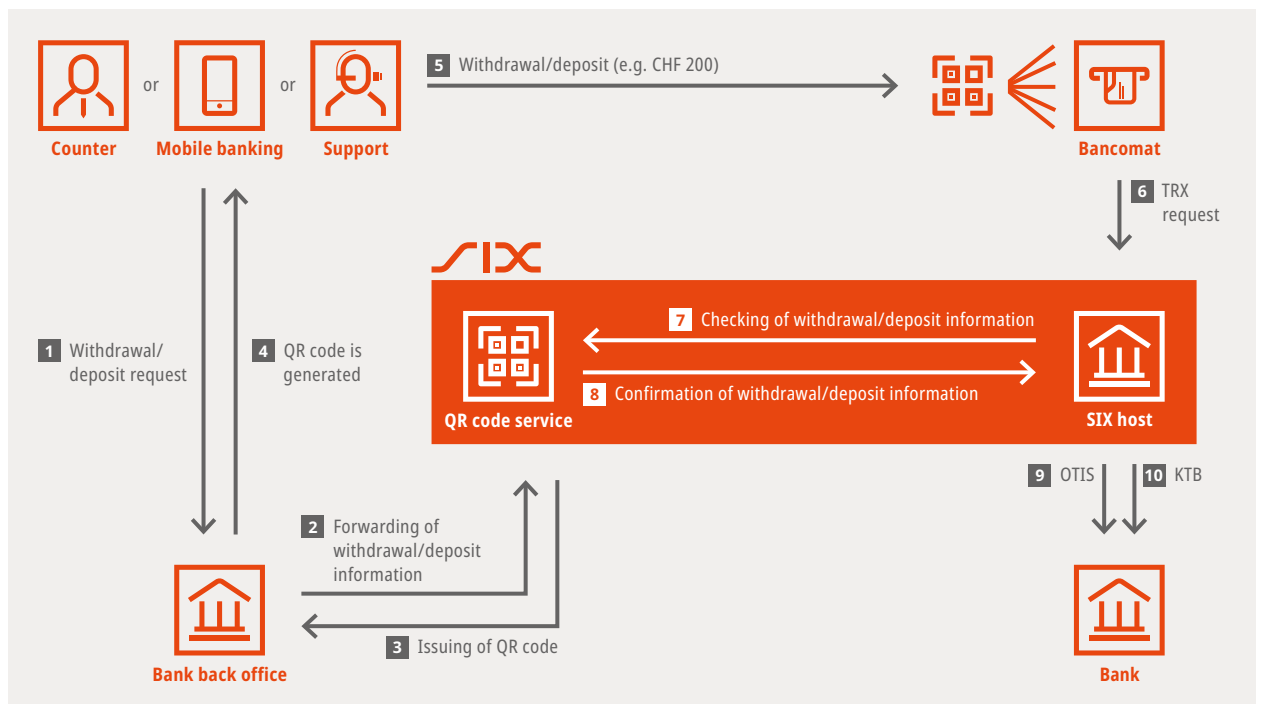 Counter
or
Mobile banking
or
Support
5 Withdrawal/deposit (e.g. CHF 200)
Bancomat
6 TRX
request
SIX
7 Checking of withdrawal/deposit information
8 Confirmation of withdrawal/deposit information
QR code service
SIX host
1 Withdrawal/
deposit request
4 QR code is
generated
9 OTIS
10 KTB
2 Forwarding of
withdrawal/deposit
information
3 Issuing of QR code
Bank back office
Bank